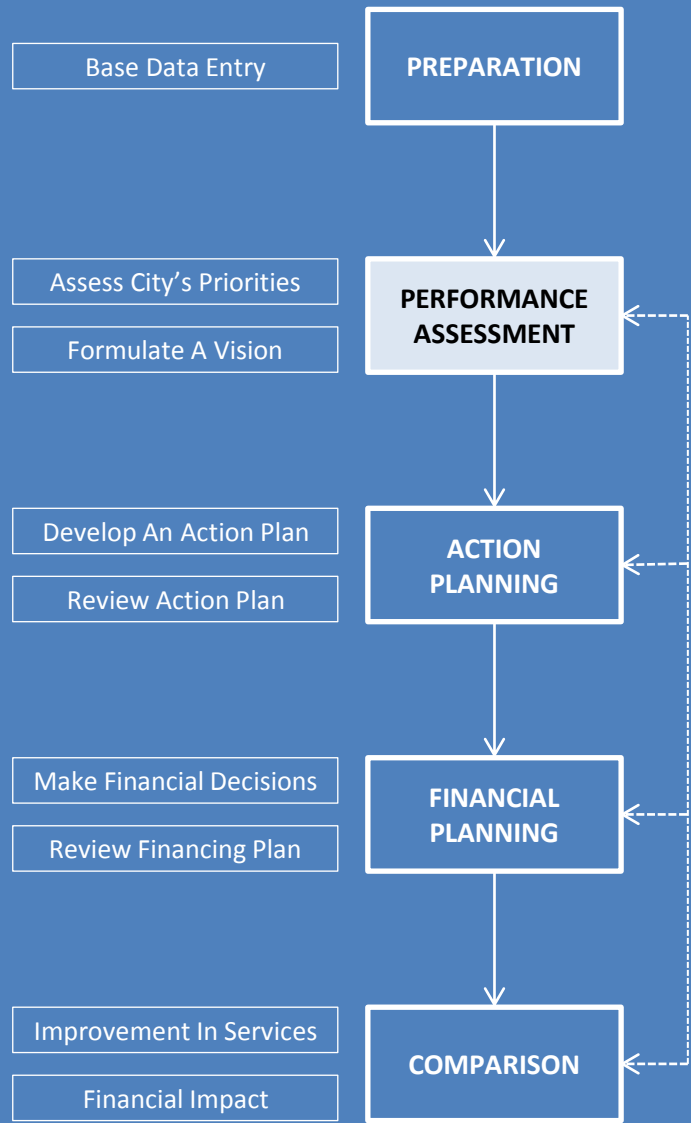 Base Data Entry
PREPARATION
Assess City’s Priorities
Formulate A Vision
PERFORMANCE
ASSESSMENT
Develop An Action Plan
Review Action Plan
ACTION
PLANNING
Make Financial Decisions
Review Financing Plan
FINANCIAL
PLANNING
Improvement In Services
Financial Impact
COMPARISON